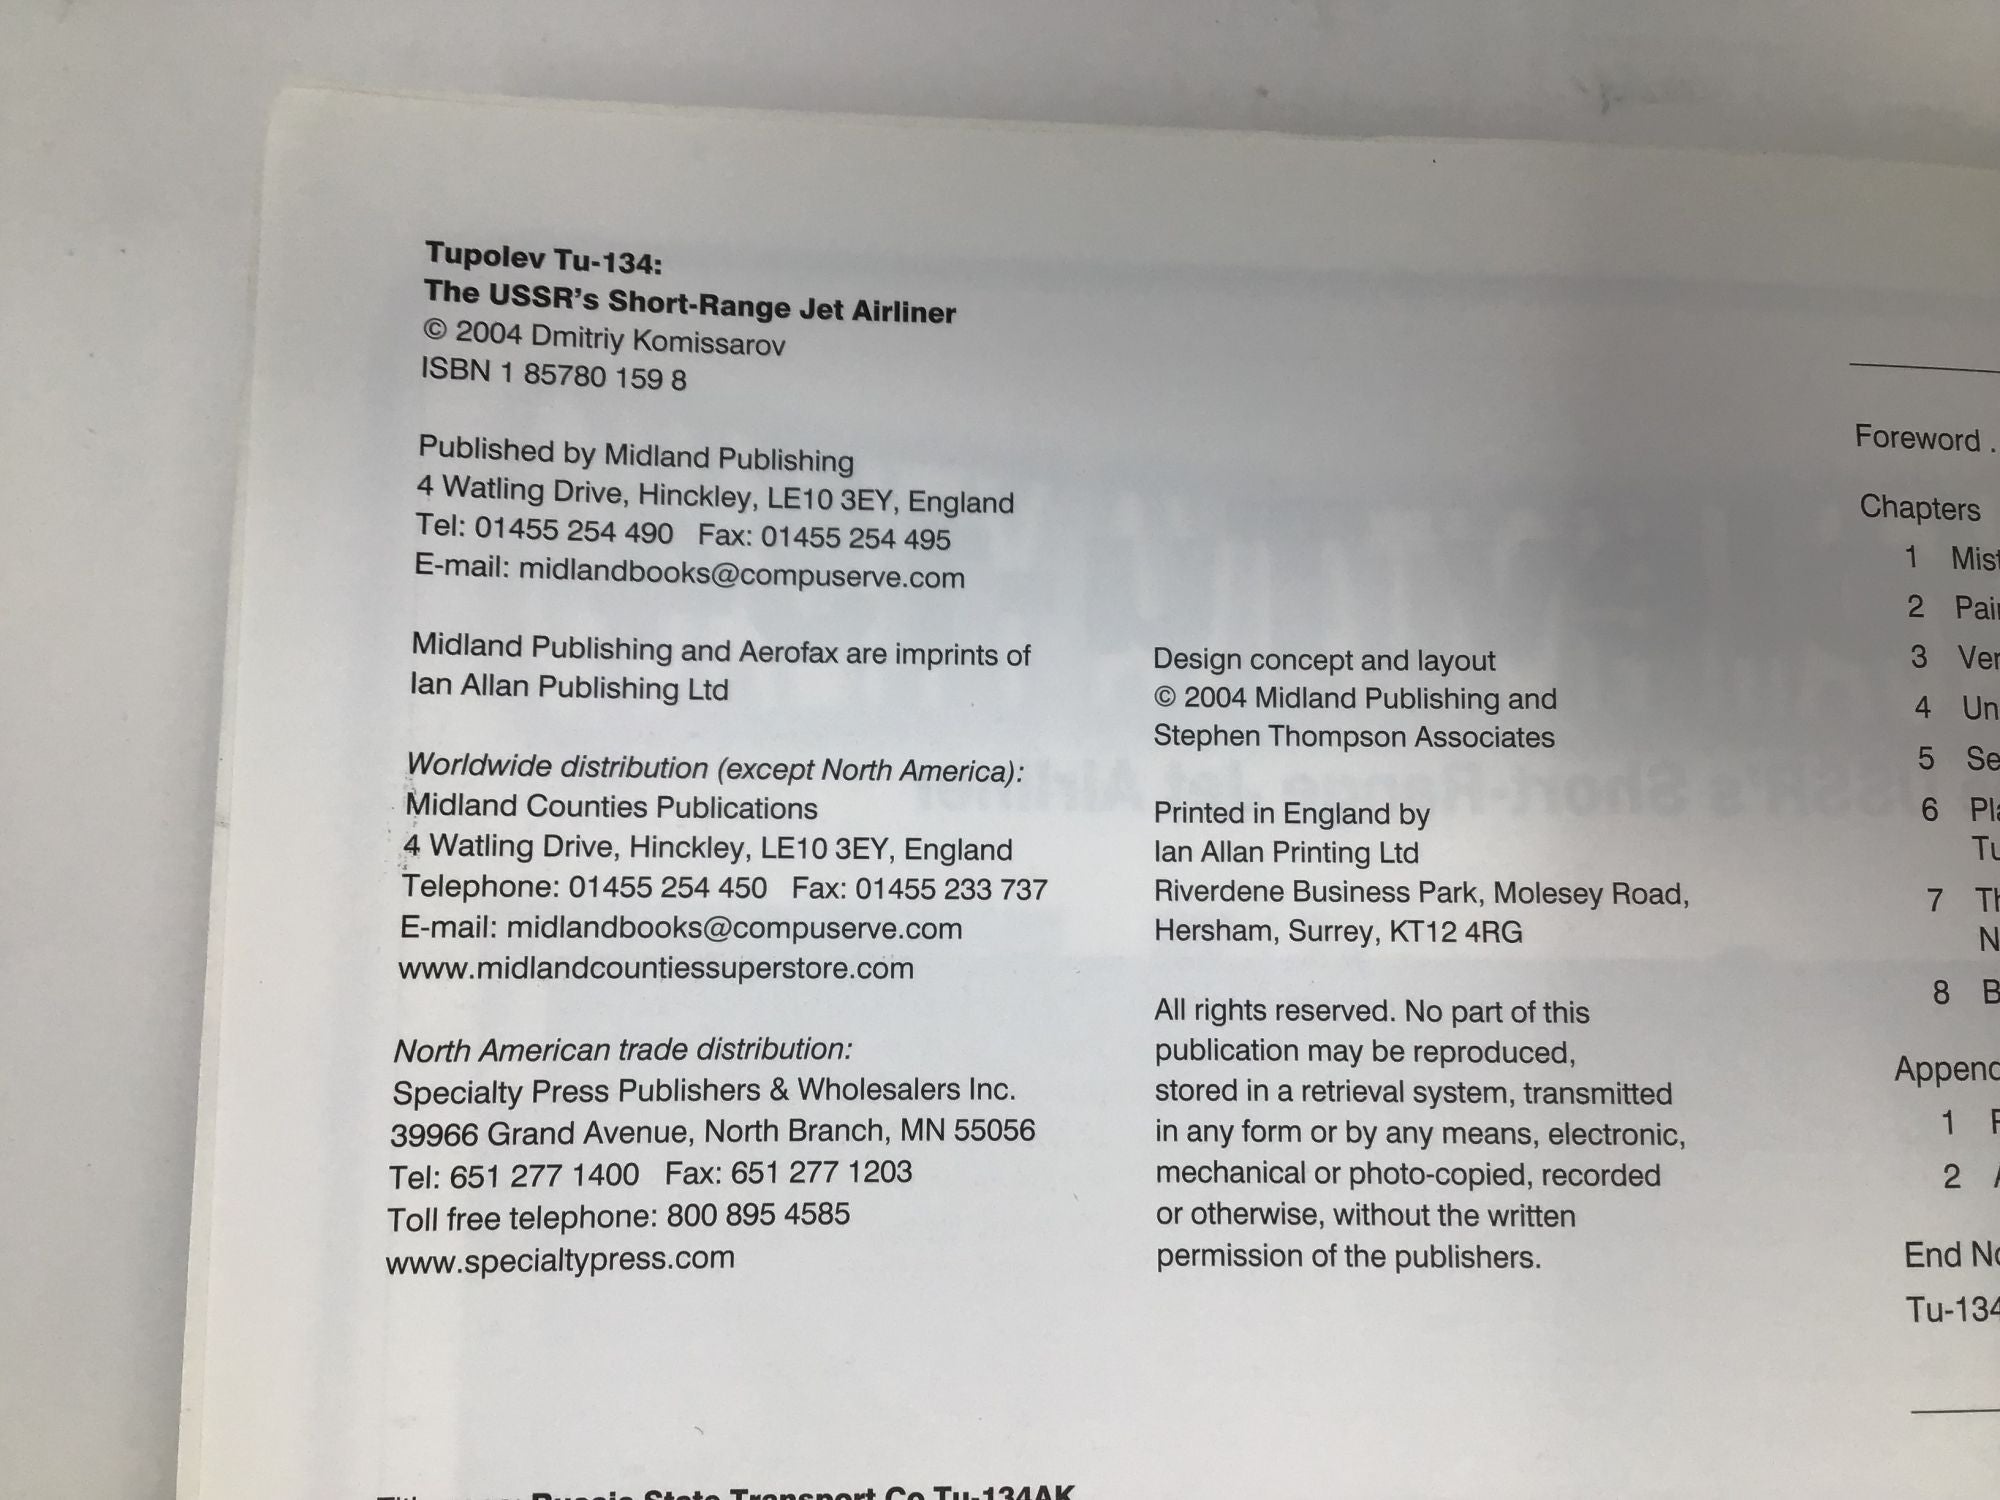 Tupolev Tu-134:
The USSR's Short-Range Jet Airliner
© 2004 Dmitriy Komissarov
ISBN 1 85780 159 8
Published by Midland Publishing
4 Watling Drive, Hinckley, LE10 3EY, England
Tel: 01455 254 490 Fax: 01455 254 495
E-mail: midlandbooks@compuserve.com
Midland Publishing and Aerofax are imprints of
Ian Allan Publishing Ltd
Worldwide distribution (except North America):
Midland Counties Publications
4 Watling Drive, Hinckley, LE10 3EY, England
Telephone: 01455 254 450 Fax: 01455 233 737
E-mail: midlandbooks@compuserve.com
www.midlandcountiessuperstore.com
North American trade distribution:
Specialty Press Publishers & Wholesalers Inc.
39966 Grand Avenue, North Branch, MN 55056
Tel: 651 277 1400 Fax: 651 277 1203
Toll free telephone: 800 895 4585
www.specialtypress.com
Design concept and layout
© 2004 Midland Publishing and
Stephen Thompson Associates
Printed in England by
Ian Allan Printing Ltd
Riverdene Business Park, Molesey Road,
Hersham, Surrey, KT12 4RG
All rights reserved. No part of this
publication may be reproduced,
stored in a retrieval system, transmitted
in any form or by any means, electronic,
mechanical or photo-copied, recorded
or otherwise, without the written
permission of the publishers.
Foreword .
Chapters
1
2
3
4
5
6
7
8
1
2
End
Tu-134
Russia State Transport Co Tu-134AK